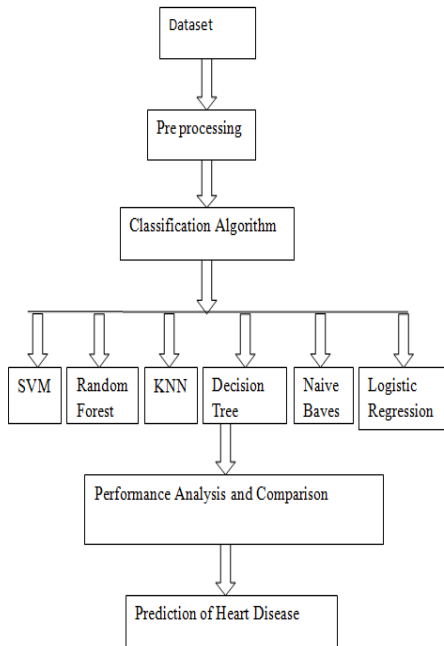 Dataset
Pre processing
Classification Algorithm
SVM
Random
Forest
KNN
Decision
Tree
Naive
Baves
Logistic
Regression
Performance Analysis and Comparison
Prediction of Heart Disease